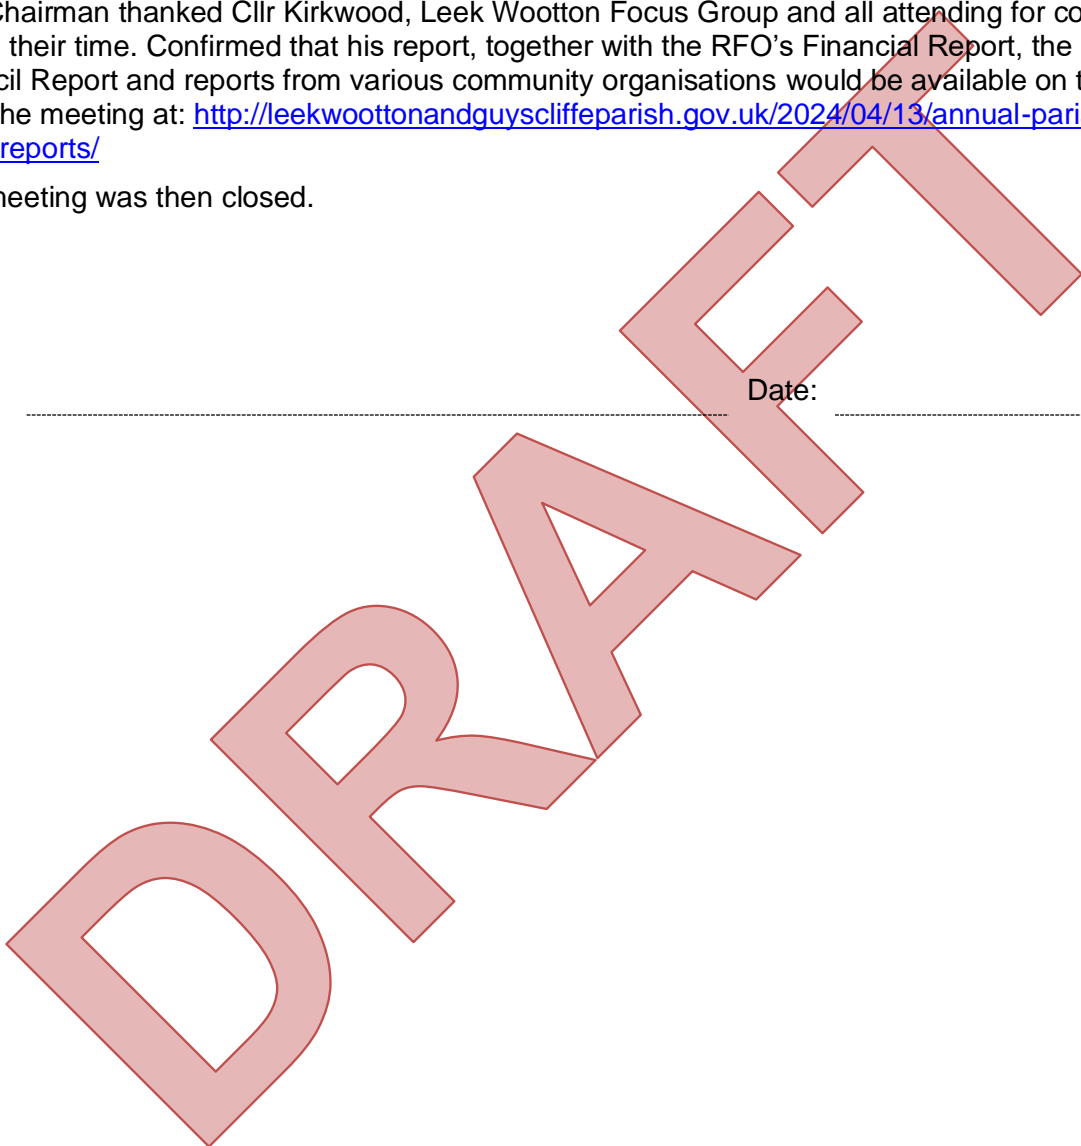 Chairman thanked Cllr Kirkwood, Leek Wootton Focus Group and all attending for co
their time. Confirmed that his report, together with the RFO’s Financial Report, the
cil Report and reports from various community organisations would be available on t
he meeting at: http://leekwoottonandguyscliffeparish.gov.uk/2024/04/13/annual-pari
reports/
neeting was then closed.
Date:
DRAFT